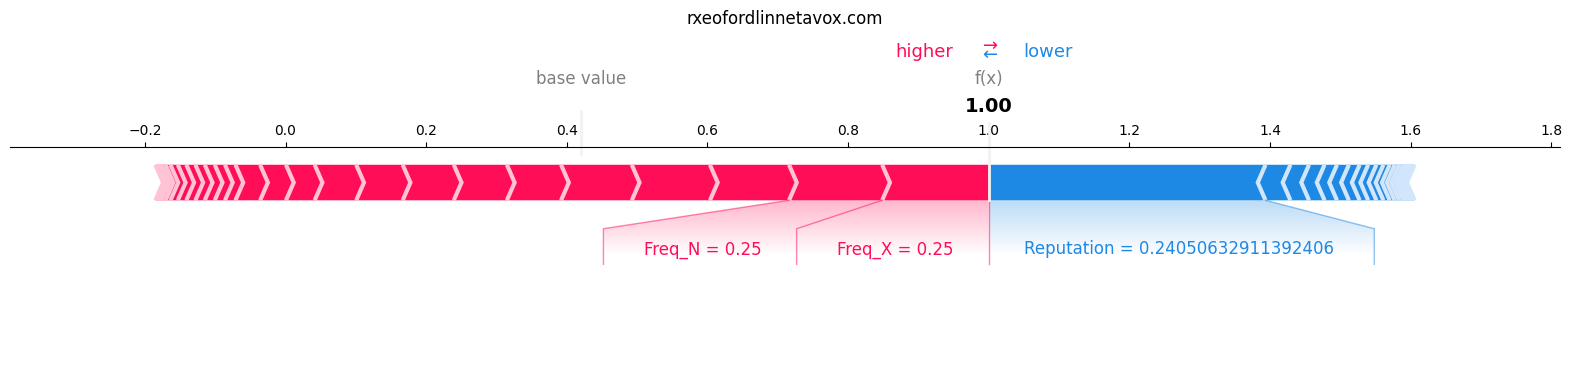 rxeofordlinnetavox.com
higher ⇄ lower
base value f(x)
1.00
−0.2 0.0 0.2 0.4 0.6 0.8 1.0 1.2 1.4 1.6 1.8
Freq_N = 0.25 Freq_X = 0.25 Reputation = 0.24050632911392406